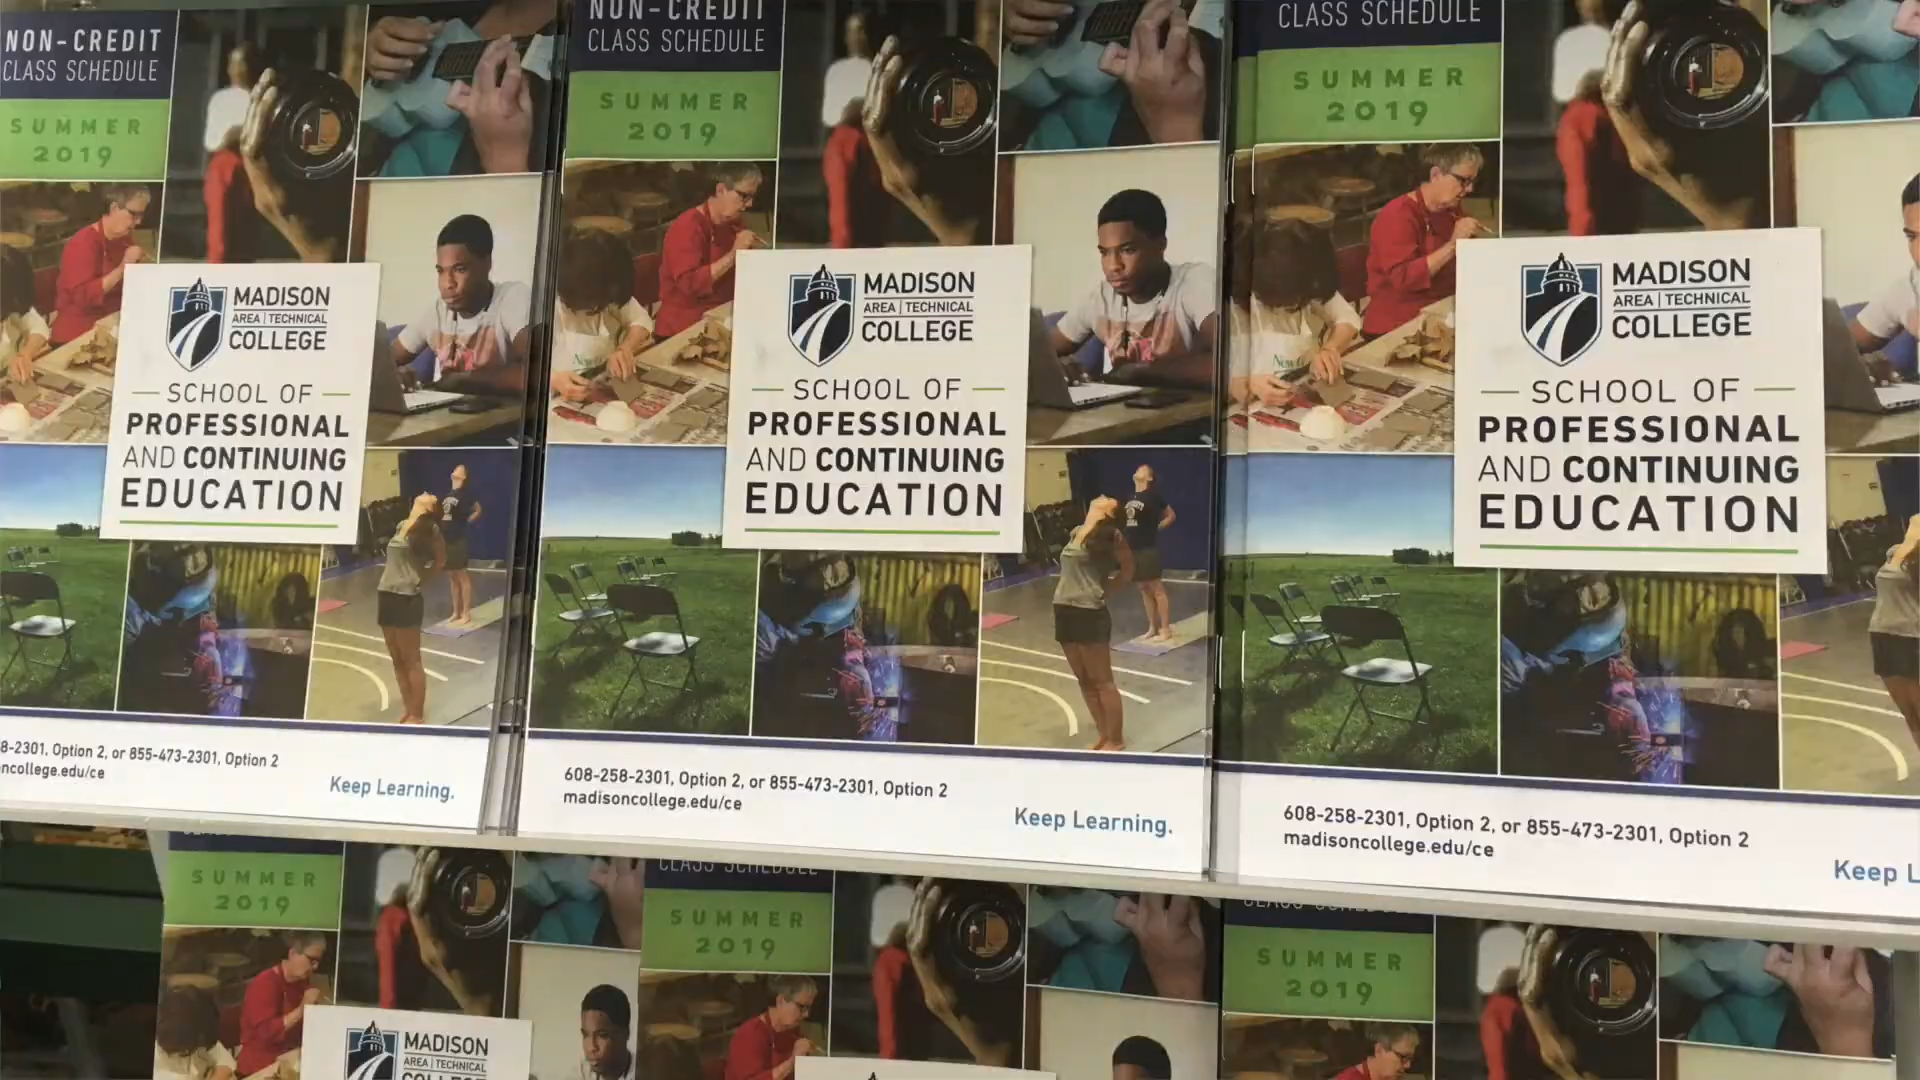 NON-CREDIT
CLASS SCHEDULE
SUMMER
2019
MADISON
AREA | TECHNICAL
COLLEGE
SCHOOL OF
PROFESSIONAL
AND CONTINUING
EDUCATION
8-2301, Option 2, or 855-473-2301, Option 2
ncollege.edu/ce
Keep Learning.
NON-CREDIT
CLASS SCHEDULE
SUMMER
2019
MADISON
AREA | TECHNICAL
COLLEGE
SCHOOL OF
PROFESSIONAL
AND CONTINUING
EDUCATION
608-258-2301, Option 2, or 855-473-2301, Option 2
madisoncollege.edu/ce
Keep Learning.
CLASS SCHEDULE
SUMMER
2019
MADISON
AREA | TECHNICAL
COLLEGE
SCHOOL OF
PROFESSIONAL
AND CONTINUING
EDUCATION
608-258-2301, Option 2, or 855-473-2301, Option 2
madisoncollege.edu/ce
Keep L
SUMMER
2019
MADISON
AREA | TECHNICAL
COLLEGE
CLASS SCHEDULE
SUMMER
2019
SUMMER
2019